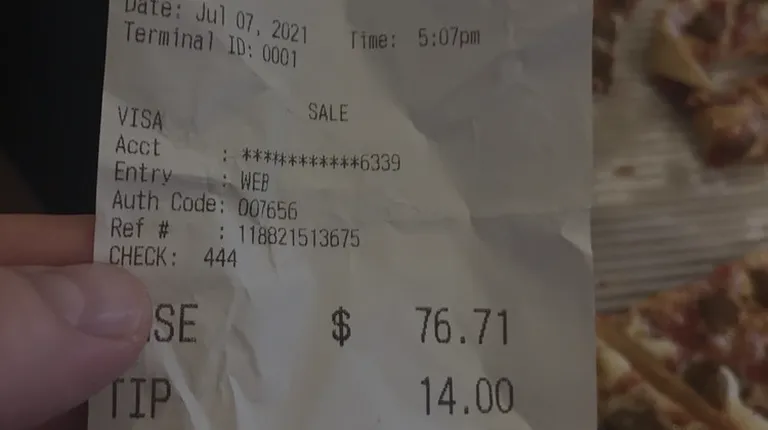 Date: Jul 07, 2021
Terminal ID: 0001 Time: 5:07pm
SALE
VISA
Acct : ************6339
Entry : WEB
Auth Code: 007656
Ref # : 118821513675
CHECK: 444
SE $ 76.71
TIP 14.00